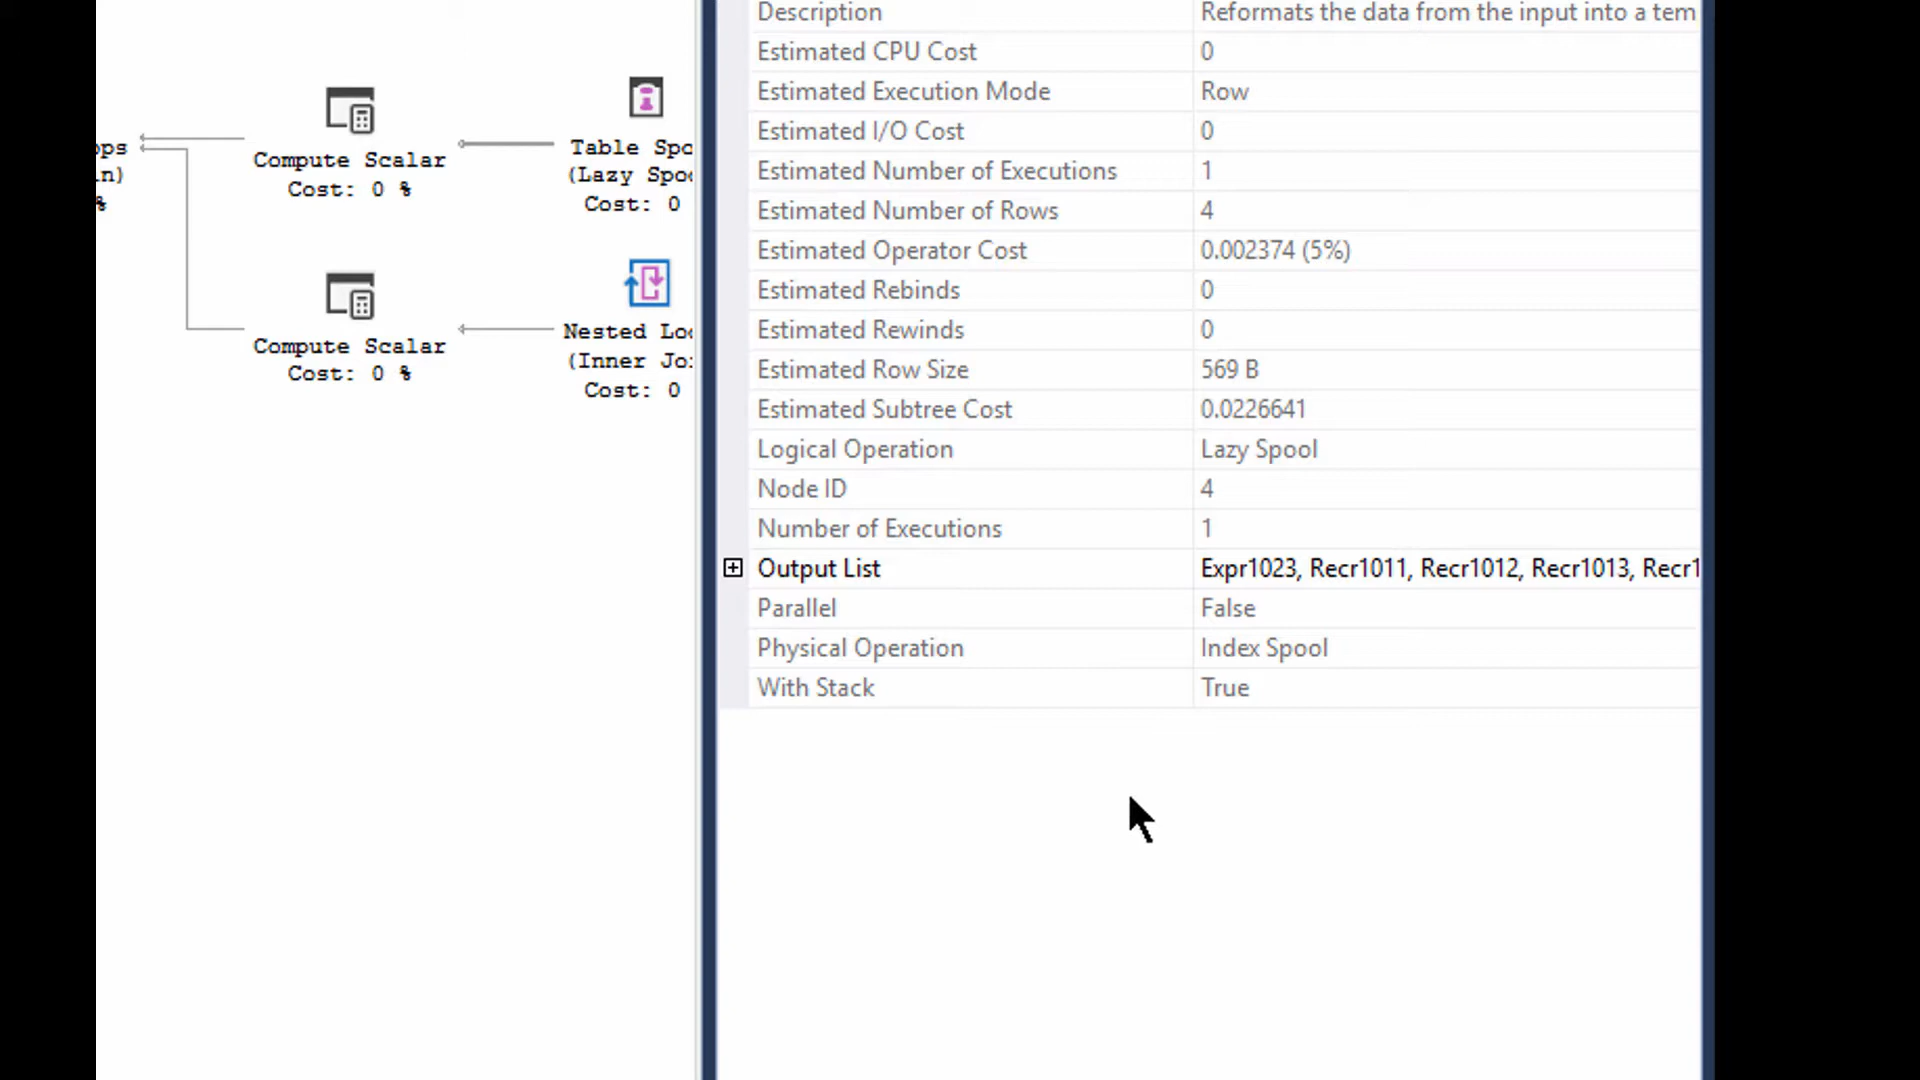 ops
in)
%
Compute Scalar
Cost: 0 %
Table Spo
(Lazy Spo
Cost: 0
Compute Scalar
Cost: 0 %
Nested Lo
(Inner Jo
Cost: 0
Description Reformats the data from the input into a tem
Estimated CPU Cost 0
Estimated Execution Mode Row
Estimated I/O Cost 0
Estimated Number of Executions 1
Estimated Number of Rows 4
Estimated Operator Cost 0.002374 (5%)
Estimated Rebinds 0
Estimated Rewinds 0
Estimated Row Size 569 B
Estimated Subtree Cost 0.0226641
Logical Operation Lazy Spool
Node ID 4
Number of Executions 1
Output List Expr1023, Recr1011, Recr1012, Recr1013, Recr1
Parallel False
Physical Operation Index Spool
With Stack True